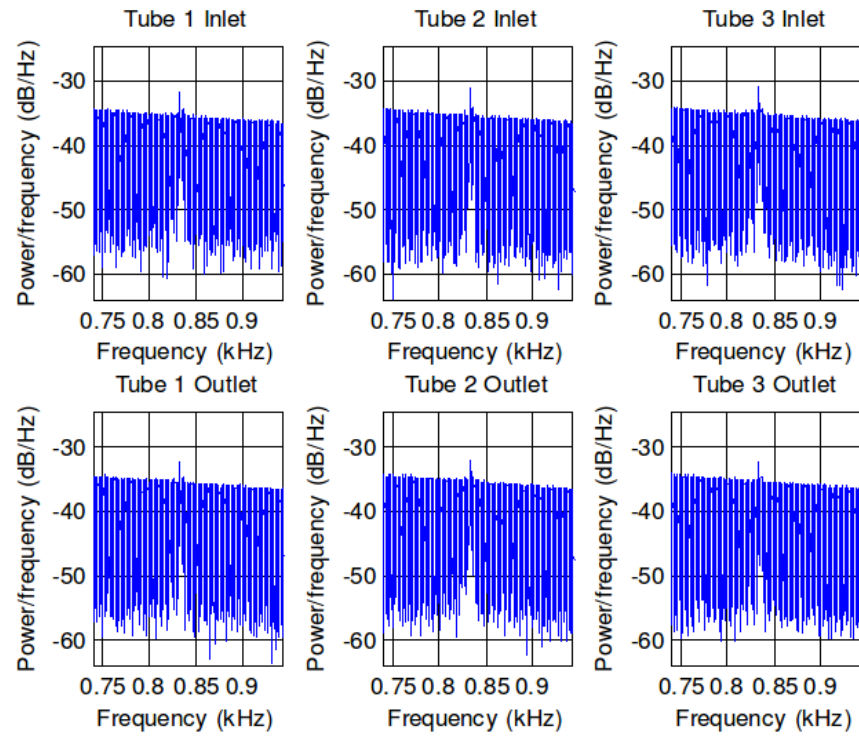 Tube 1 Inlet
Power/frequency (dB/Hz)
-30
-40
-50
-60
0.75 0.8 0.85 0.9
Frequency (kHz)
Tube 2 Inlet
Power/frequency (dB/Hz)
-30
-40
-50
-60
0.75 0.8 0.85 0.9
Frequency (kHz)
Tube 3 Inlet
Power/frequency (dB/Hz)
-30
-40
-50
-60
0.75 0.8 0.85 0.9
Frequency (kHz)
Tube 1 Outlet
Power/frequency (dB/Hz)
-30
-40
-50
-60
0.75 0.8 0.85 0.9
Frequency (kHz)
Tube 2 Outlet
Power/frequency (dB/Hz)
-30
-40
-50
-60
0.75 0.8 0.85 0.9
Frequency (kHz)
Tube 3 Outlet
Power/frequency (dB/Hz)
-30
-40
-50
-60
0.75 0.8 0.85 0.9
Frequency (kHz)